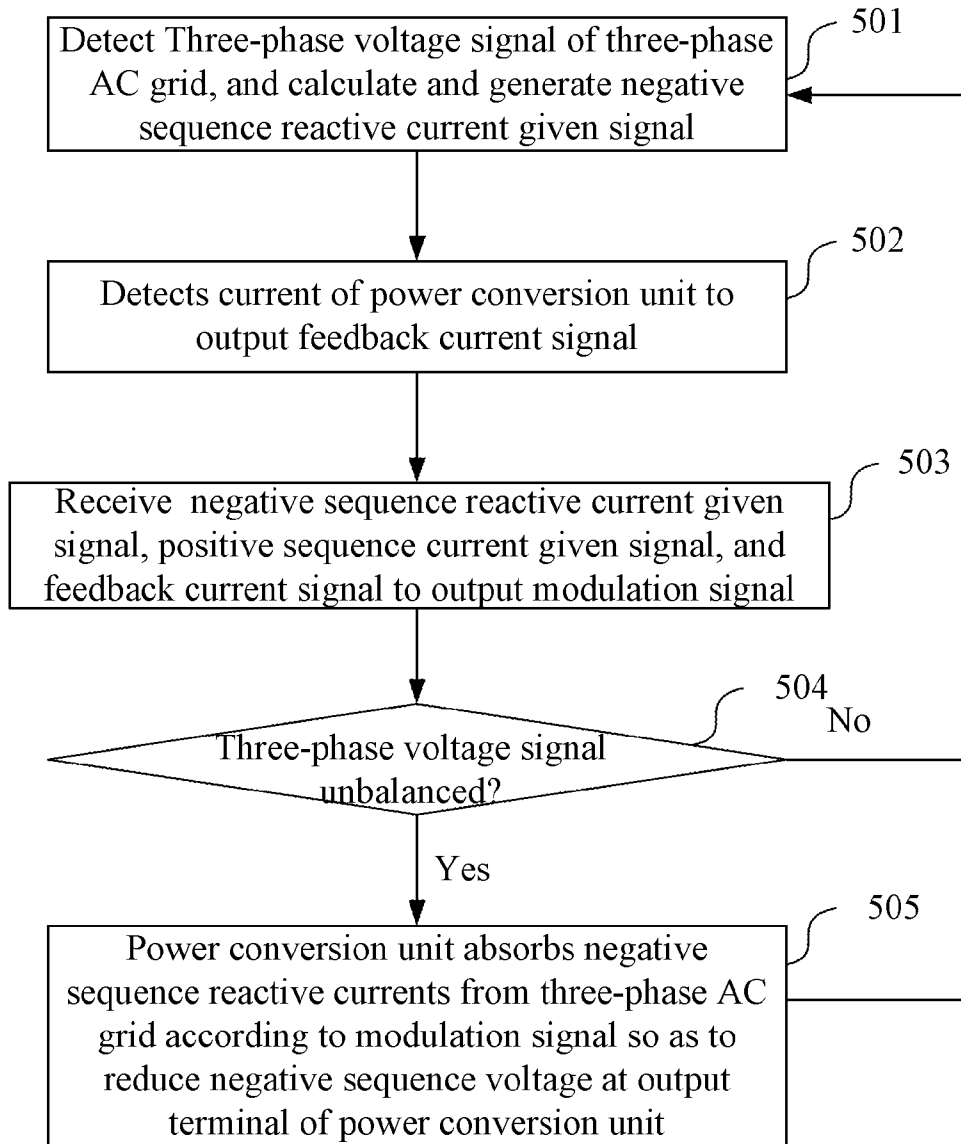 Detect Three-phase voltage signal of three-phase
AC grid, and calculate and generate negative
sequence reactive current given signal
501
Detects current of power conversion unit to
output feedback current signal
502
Receive negative sequence reactive current given
signal, positive sequence current given signal, and
feedback current signal to output modulation signal
503
Three-phase voltage signal
unbalanced?
504
No
Yes
Power conversion unit absorbs negative
sequence reactive currents from three-phase AC
grid according to modulation signal so as to
reduce negative sequence voltage at output
terminal of power conversion unit
505